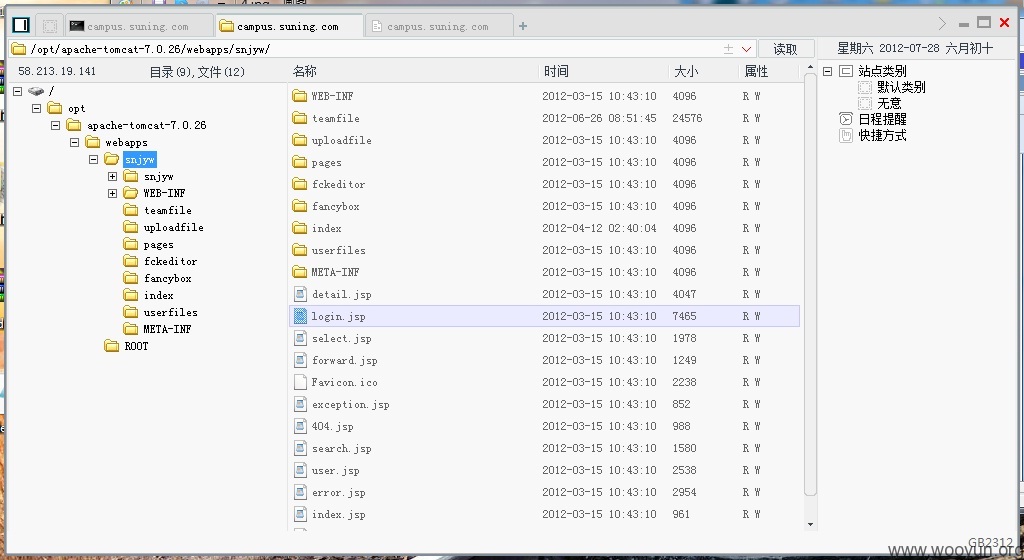 campus.suning.com
campus.suning.com
campus.suning.com
/opt/apache-tomcat-7.0.26/webapps/snjyw/
读取
星期六 2012-07-28 六月初十
58.213.19.141
目录(9),文件(12)
名称 时间 大小 属性
/
opt
apache-tomcat-7.0.26
webapps
snjyw
snjyw
WEB-INF
teamfile
uploadfile
pages
fckeditor
fancybox
index
userfiles
META-INF
ROOT
WEB-INF 2012-03-15 10:43:10 4096 R W
teamfile 2012-06-26 08:51:45 24576 R W
uploadfile 2012-03-15 10:43:10 4096 R W
pages 2012-03-15 10:43:10 4096 R W
fckeditor 2012-03-15 10:43:10 4096 R W
fancybox 2012-03-15 10:43:10 4096 R W
index 2012-04-12 02:40:04 4096 R W
userfiles 2012-03-15 10:43:10 4096 R W
META-INF 2012-03-15 10:43:10 4096 R W
detail.jsp 2012-03-15 10:43:10 4047 R W
login.jsp 2012-03-15 10:43:10 7465 R W
select.jsp 2012-03-15 10:43:10 1978 R W
forward.jsp 2012-03-15 10:43:10 1249 R W
Favicon.ico 2012-03-15 10:43:10 2238 R W
exception.jsp 2012-03-15 10:43:10 852 R W
404.jsp 2012-03-15 10:43:10 988 R W
search.jsp 2012-03-15 10:43:10 1580 R W
user.jsp 2012-03-15 10:43:10 2538 R W
error.jsp 2012-03-15 10:43:10 2954 R W
index.jsp 2012-03-15 10:43:10 961 R W
站点类别
默认类别
无意
日程提醒
快捷方式
GB2312
www.wooyun.org